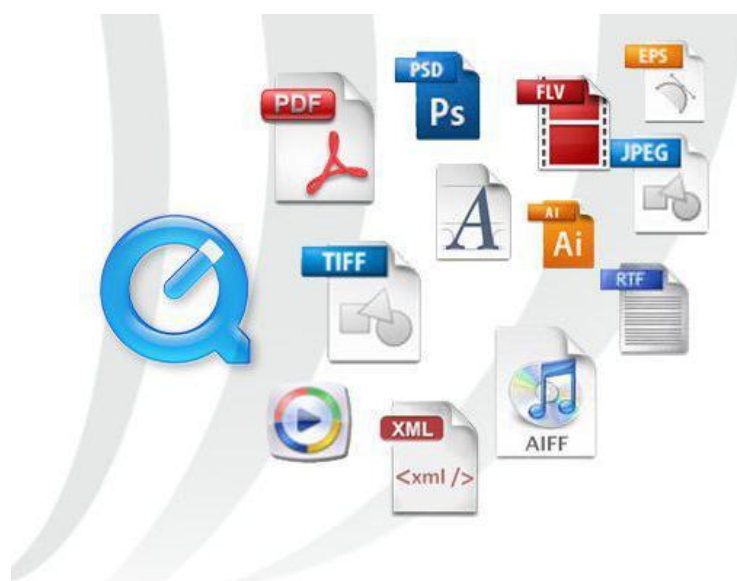 PDF
PSD
Ps
FLV
EPS
JPEG
A
AI
Ai
TIFF
RTF
AIFF
XML
<xml />